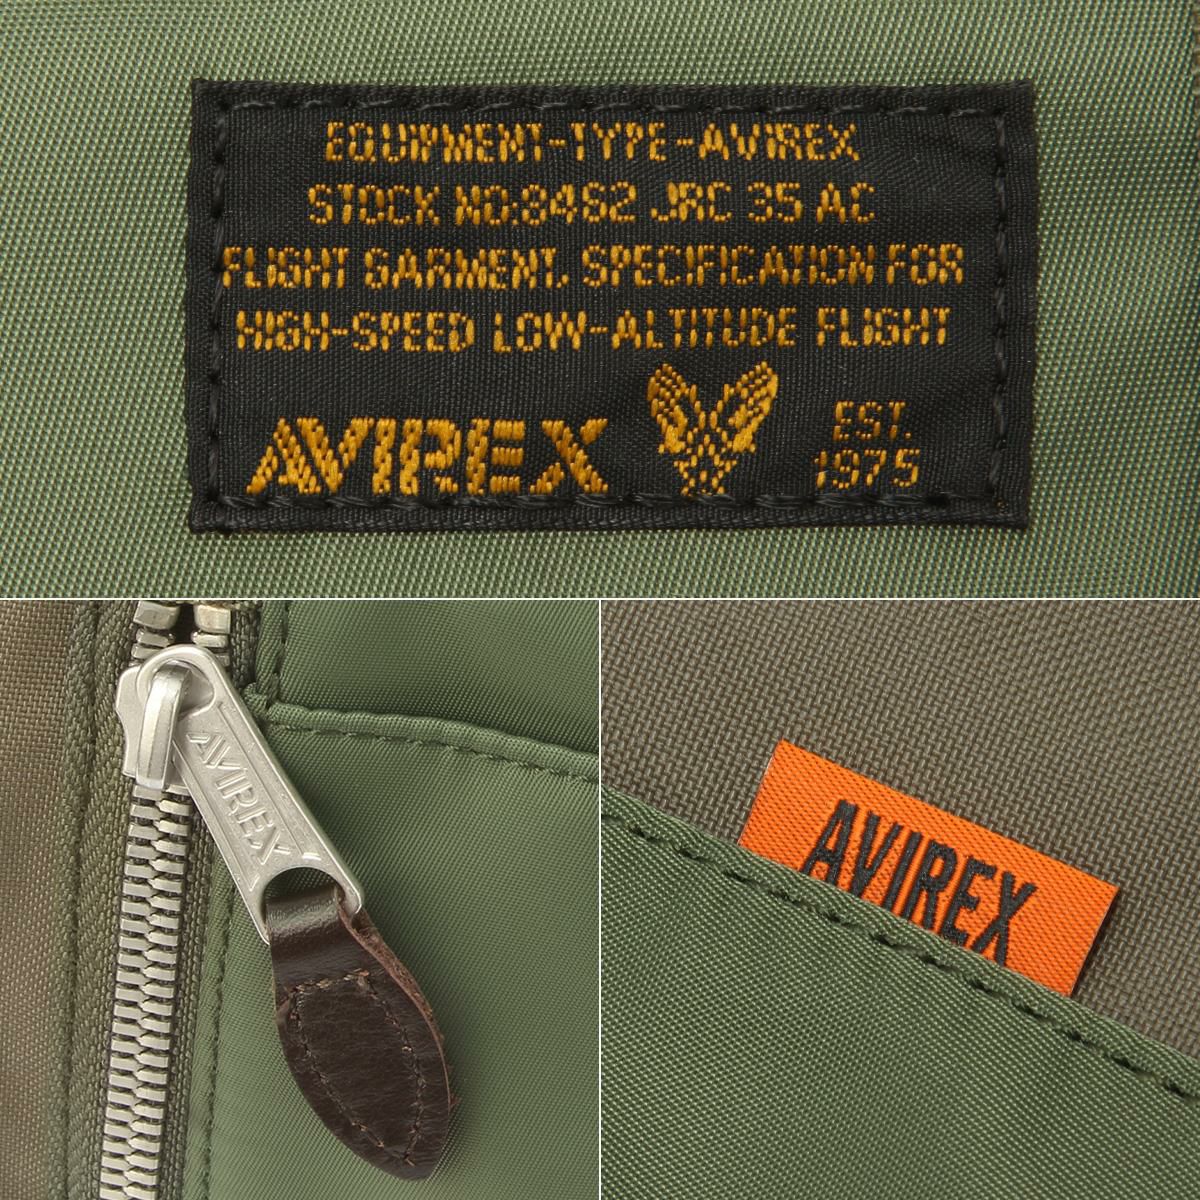 EQUIPMENT-TYPE-AVIREX
STOCK NO:8462 JRC 35 AC
FLIGHT GARMENT, SPECIFICATION FOR
HIGH-SPEED LOW-ALTITUDE FLIGHT
AVIREX
EST.
1975
AVIREX
AVIREX